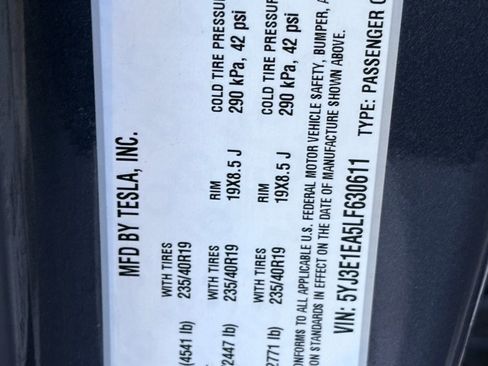 MFD BY TESLA, INC.
(4541 lb) WITH TIRES 235/40R19 RIM 19X8.5 J COLD TIRE PRESSURE 290 kPa, 42 psi
2447 lb) WITH TIRES 235/40R19 RIM 19X8.5 J COLD TIRE PRESSURE 290 kPa, 42 psi
2771 lb) WITH TIRES 235/40R19
ONFORMS TO ALL APPLICABLE U.S. FEDERAL MOTOR VEHICLE SAFETY, BUMPER, A
ON STANDARDS IN EFFECT ON THE DATE OF MANUFACTURE SHOWN ABOVE.
VIN: 5YJ3E1EA5LF630611 TYPE: PASSENGER C